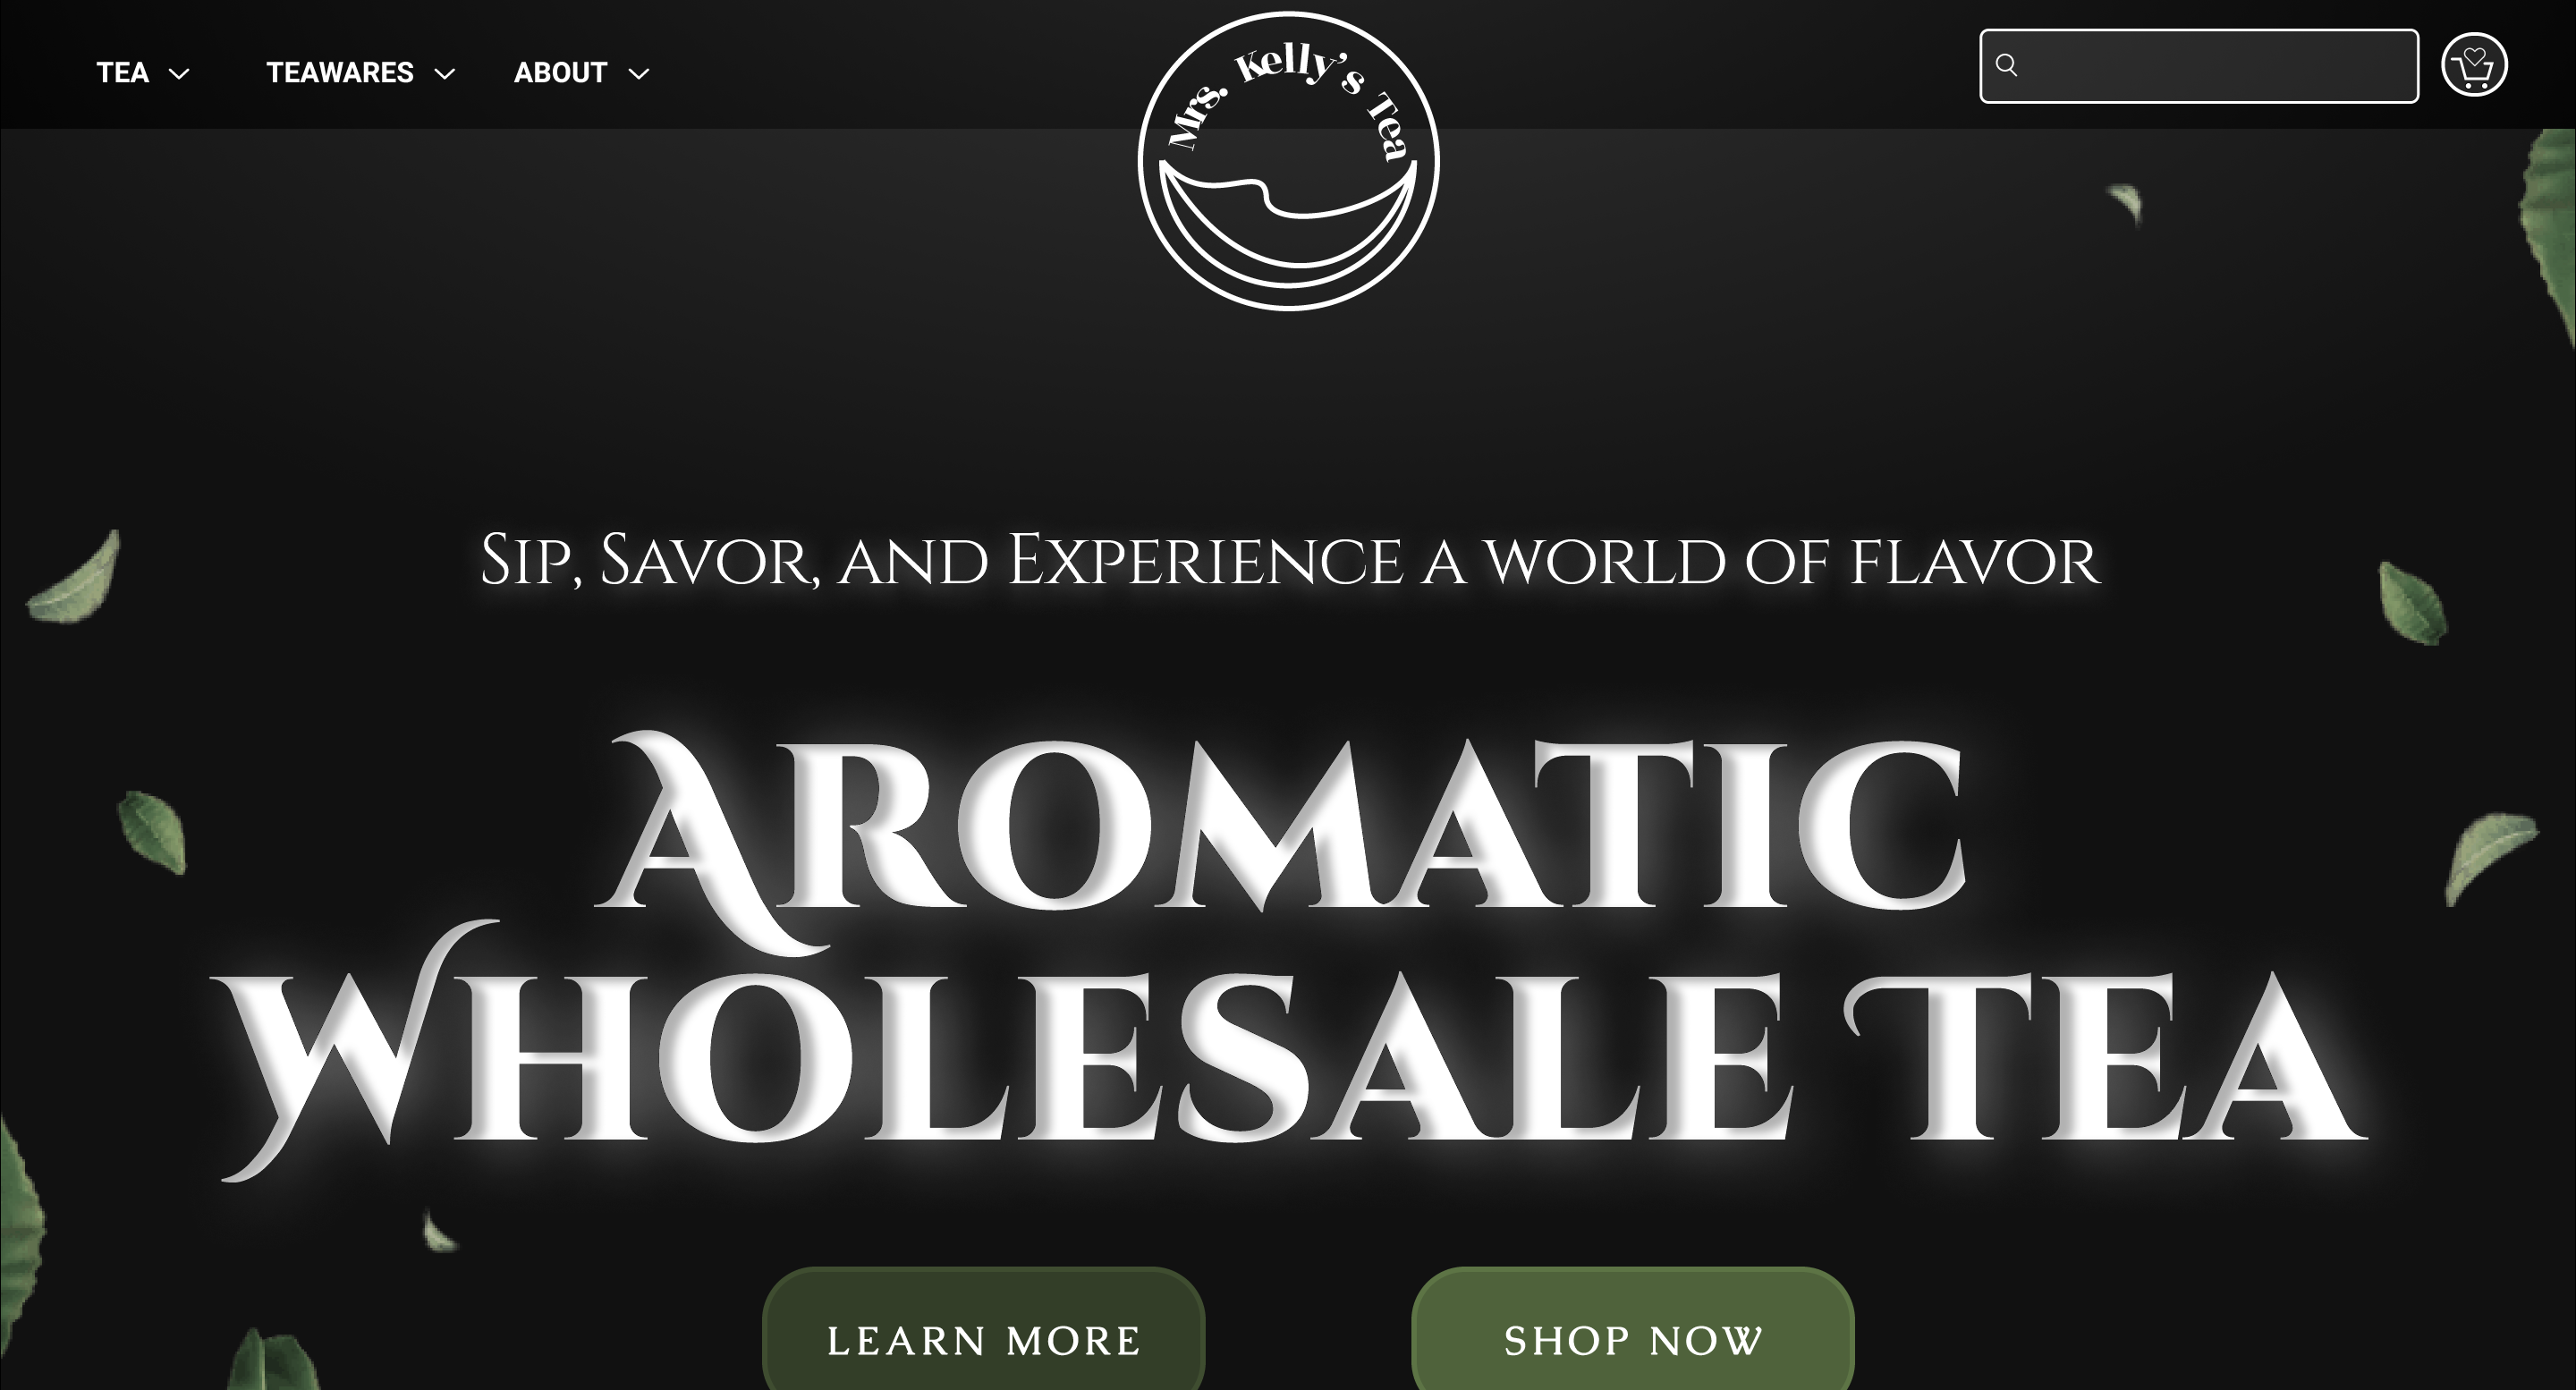 TEA
TEAWARES
ABOUT
Mrs. Kelly's Tea
Sip, Savor, and Experience a world of flavor
Aromatic
Wholesale Tea
LEARN MORE
SHOP NOW